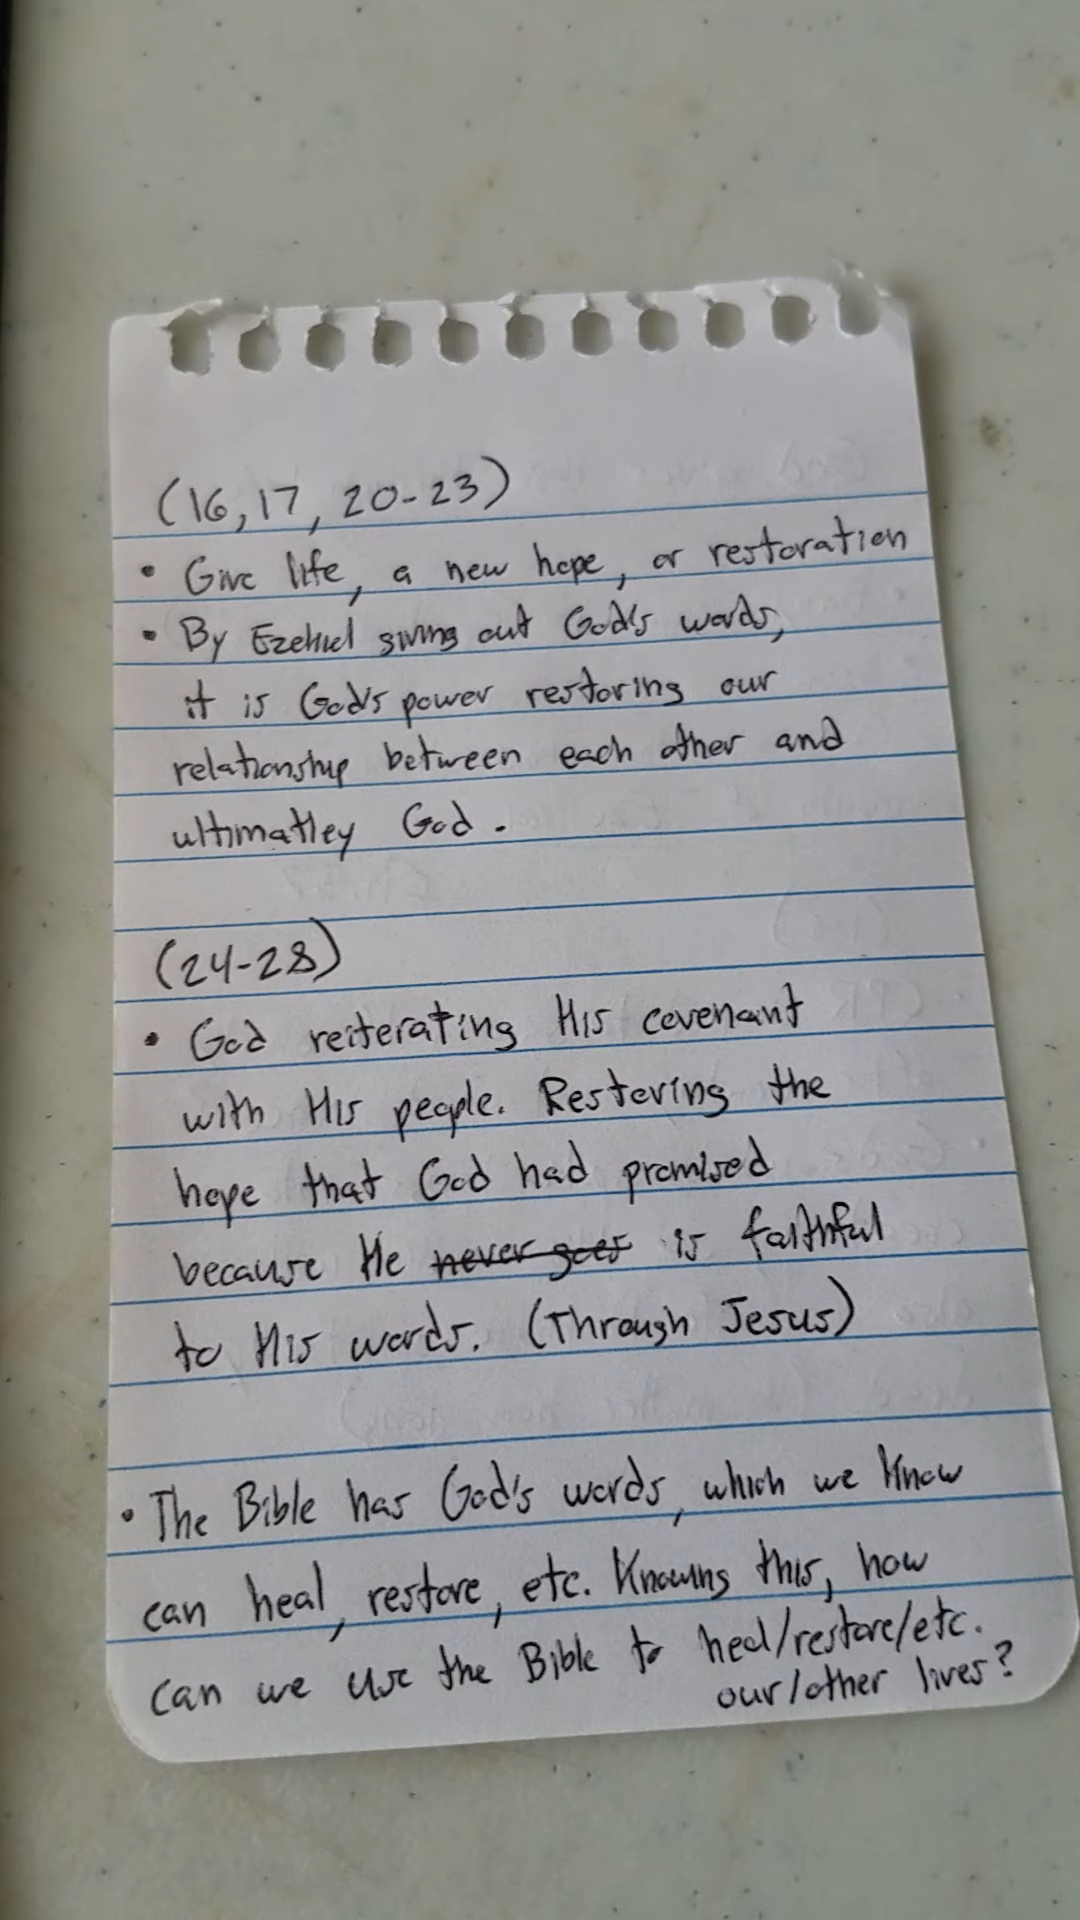 (16, 17, 20-23)
• Give life, a new hope, or restoration
• By Ezekiel giving out God's words,
it is God's power restoring our
relationship between each other and
ultimatley God.
(24-28)
• God reiterating His covenant
with His people. Restoring the
hope that God had promised
because He never goes is faithful
to His words. (Through Jesus)
• The Bible has God's words, which we know
can heal, restore, etc. Knowing this, how
can we use the Bible to heal/restore/etc.
our/other lives?